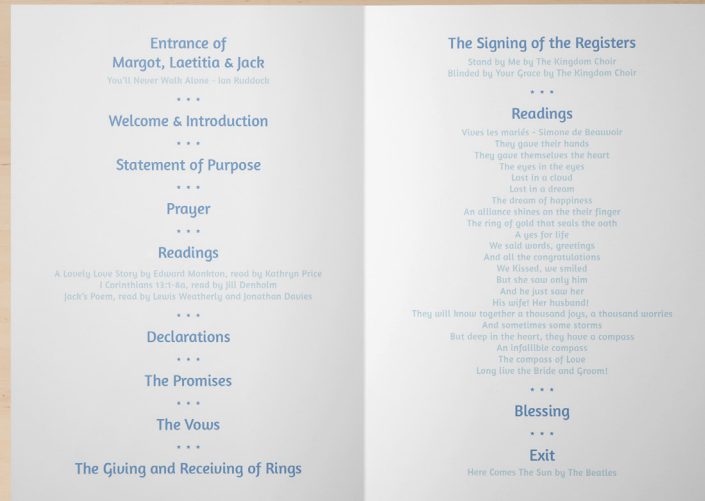 Entrance of
Margot, Laetitia & Jack
You'll Never Walk Alone - Ian Ruddock
Welcome & Introduction
Statement of Purpose
Prayer
Readings
A Lovely Love Story by Edward Monkton, read by Kathryn Price
I Corinthians 13:1-8a, read by Jill Denholm
Jack's Poem, read by Lewis Weatherly and Jonathan Davies
Declarations
The Promises
The Vows
The Giving and Receiving of Rings
The Signing of the Registers
Stand by Me by The Kingdom Choir
Blinded by Your Grace by The Kingdom Choir
Readings
Vives les mariés - Simone de Beauvoir
They gave their hands
They gave themselves the heart
The eyes in the eyes
Lost in a cloud
Lost in a dream
The dream of happiness
An alliance shines on the their finger
The ring of gold that seals the oath
A yes for life
We said words, greetings
And all the congratulations
We Kissed, we smiled
But she saw only him
And he just saw her
His wife! Her husband!
They will know together a thousand joys, a thousand worries
And sometimes some storms
But deep in the heart, they have a compass
An infallible compass
The compass of Love
Long live the Bride and Groom!
Blessing
Exit
Here Comes The Sun by The Beatles